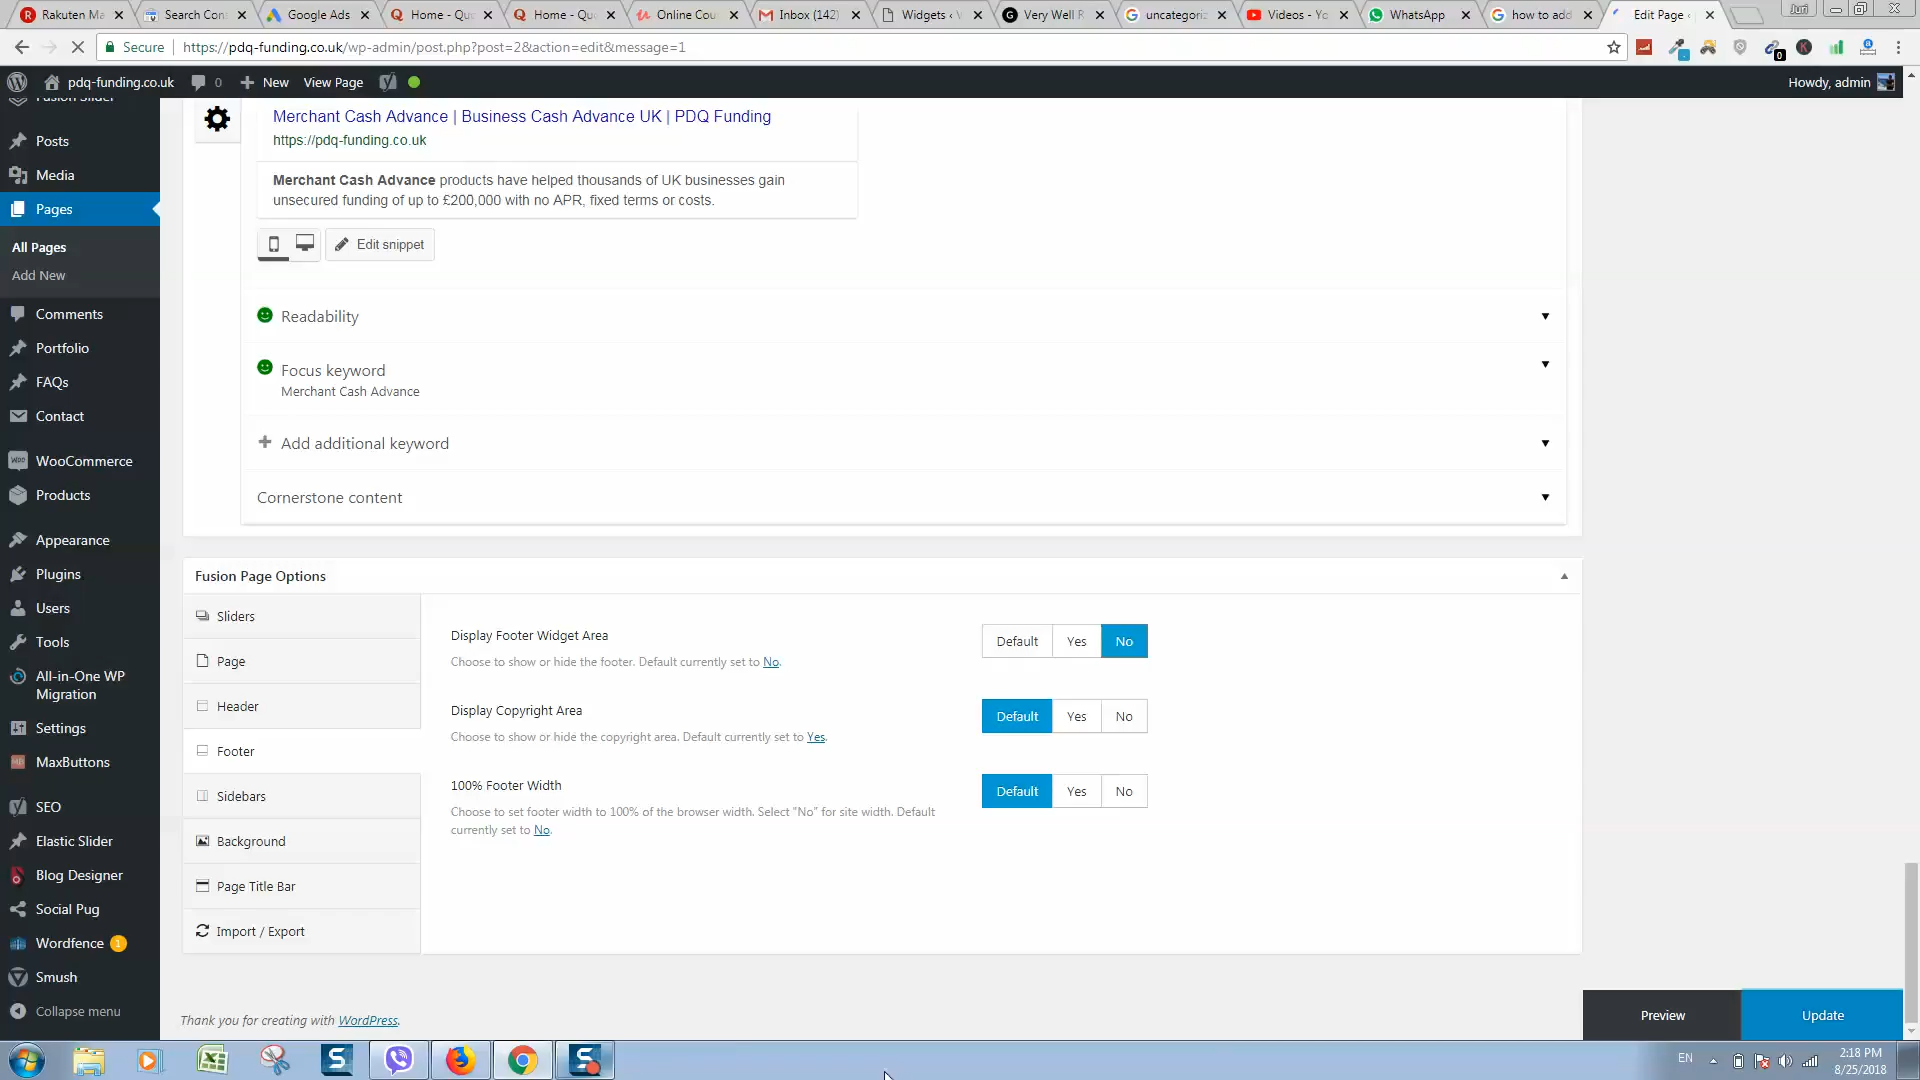 Rakuten Ma
Search Con
Google Ads
Home - Qu
Home - Qu
Online Cou
Inbox (142)
Widgets ‹
Very Well R
uncategoriz
Videos - Yo
WhatsApp
how to add
Edit Page ‹
Juri
Secure
https://pdq-funding.co.uk/wp-admin/post.php?post=2&action=edit&message=1
0
pdq-funding.co.uk
0
New
View Page
Howdy, admin
Fusion Slider
Posts
Media
Pages
All Pages
Add New
Comments
Portfolio
FAQs
Contact
WooCommerce
Products
Appearance
Plugins
Users
Tools
All-in-One WP
Migration
Settings
MaxButtons
SEO
Elastic Slider
Blog Designer
Social Pug
Wordfence 1
Smush
Collapse menu
Merchant Cash Advance | Business Cash Advance UK | PDQ Funding
https://pdq-funding.co.uk
Merchant Cash Advance products have helped thousands of UK businesses gain
unsecured funding of up to £200,000 with no APR, fixed terms or costs.
Edit snippet
Readability
Focus keyword
Merchant Cash Advance
Add additional keyword
Cornerstone content
Fusion Page Options
Sliders
Page
Header
Footer
Sidebars
Background
Page Title Bar
Import / Export
Display Footer Widget Area
Choose to show or hide the footer. Default currently set to No.
Default Yes No
Display Copyright Area
Choose to show or hide the copyright area. Default currently set to Yes.
Default Yes No
100% Footer Width
Choose to set footer width to 100% of the browser width. Select "No" for site width. Default
currently set to No.
Default Yes No
Thank you for creating with WordPress.
Preview
Update
EN
2:18 PM
8/25/2018